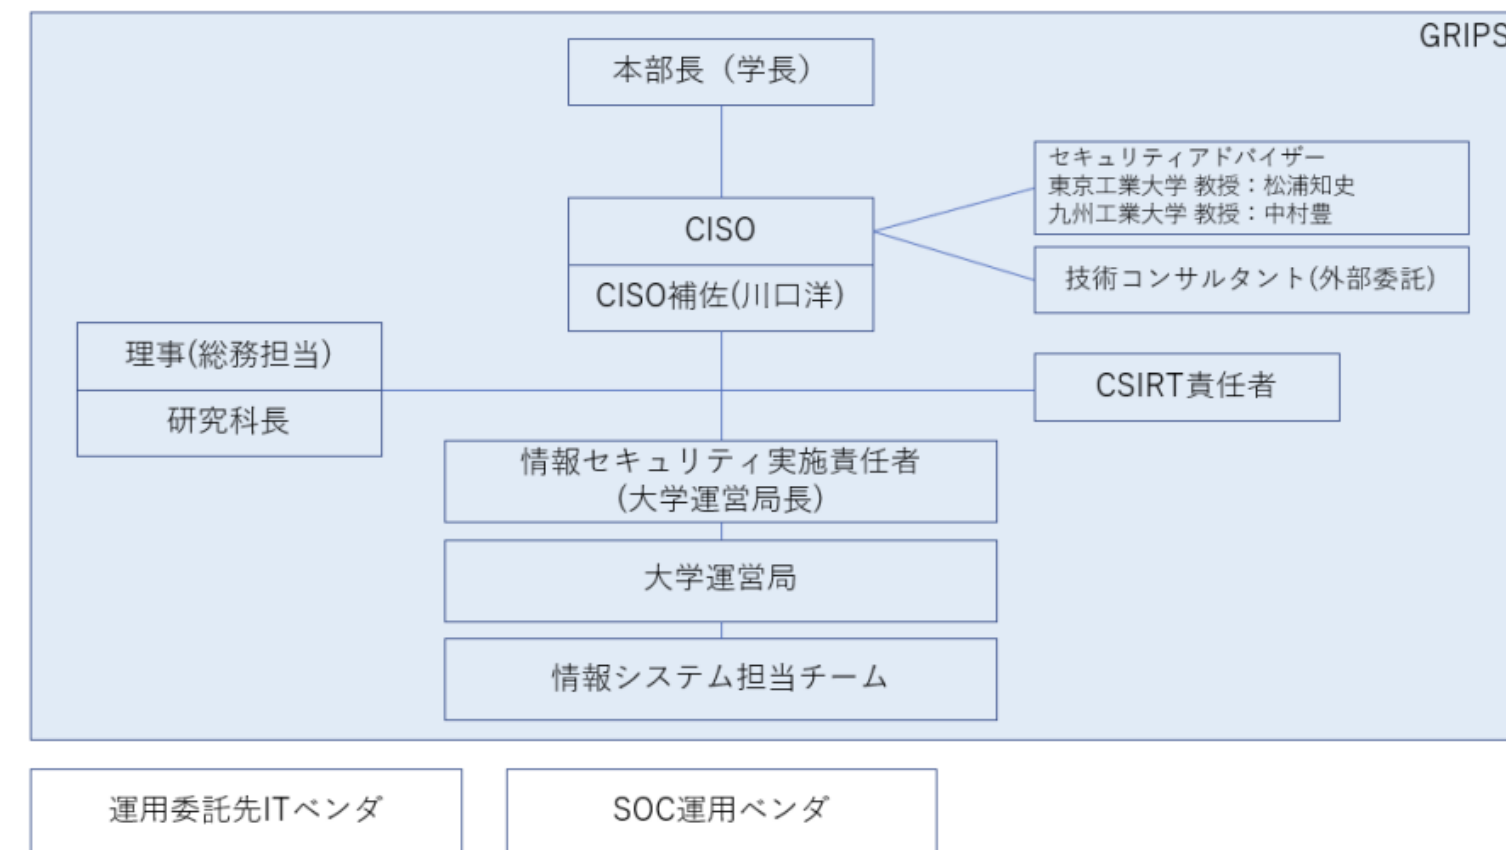 GRIPS
本部長（学長）
セキュリティアドバイザー
東京工業大学 教授：松浦知史
九州工業大学 教授：中村豊
CISO
技術コンサルタント(外部委託)
CISO補佐(川口洋)
理事(総務担当)
研究科長
CSIRT責任者
情報セキュリティ実施責任者
(大学運営局長)
大学運営局
情報システム担当チーム
運用委託先ITベンダ
SOC運用ベンダ